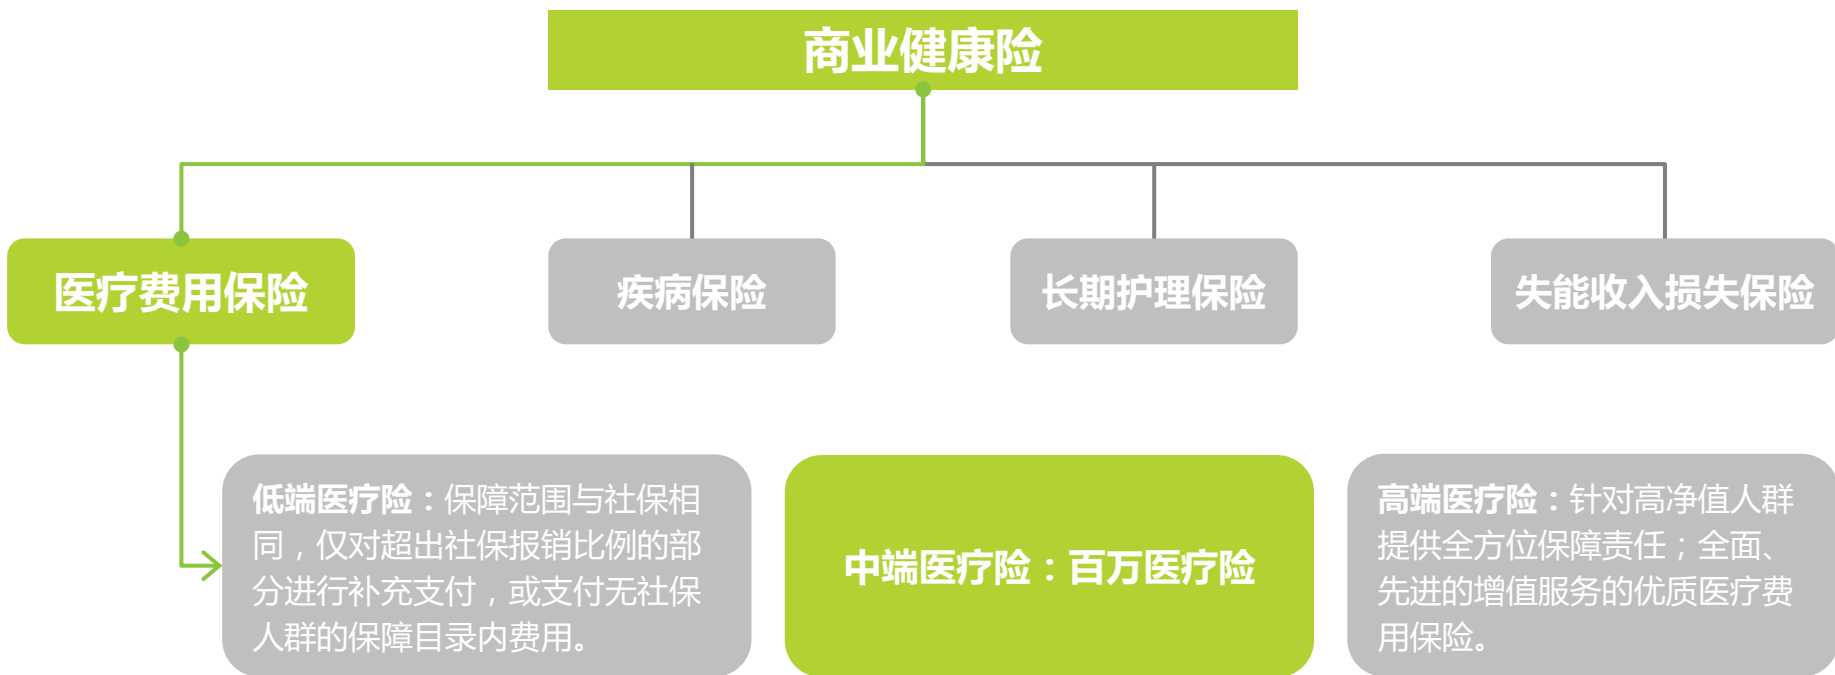 商业健康险
医疗费用保险
疾病保险
长期护理保险
失能收入损失保险
低端医疗险：保障范围与社保相
同，仅对超出社保报销比例的部
分进行补充支付，或支付无社保
人群的保障目录内费用。
中端医疗险：百万医疗险
高端医疗险：针对高净值人群
提供全方位保障责任；全面、
先进的增值服务的优质医疗费
用保险。